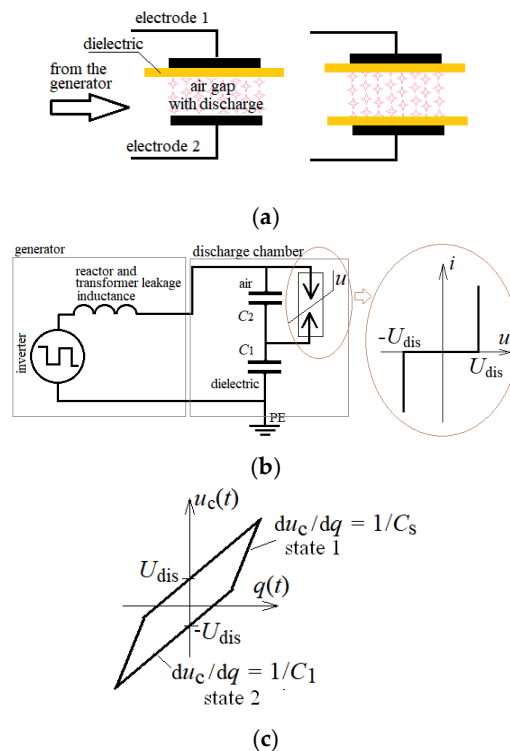 electrode 1
dielectric
from the
generator
air gap
with discharge
electrode 2
(a)
generator
discharge chamber
reactor and
transformer leakage
inductance
inverter
air
C2
C1
dielectric
PE
u
i
-Udis
u
Udis
(b)
uc(t)
duc/dq = 1/Cs
state 1
Udis
q(t)
-Udis
duc/dq = 1/C1
state 2
(c)